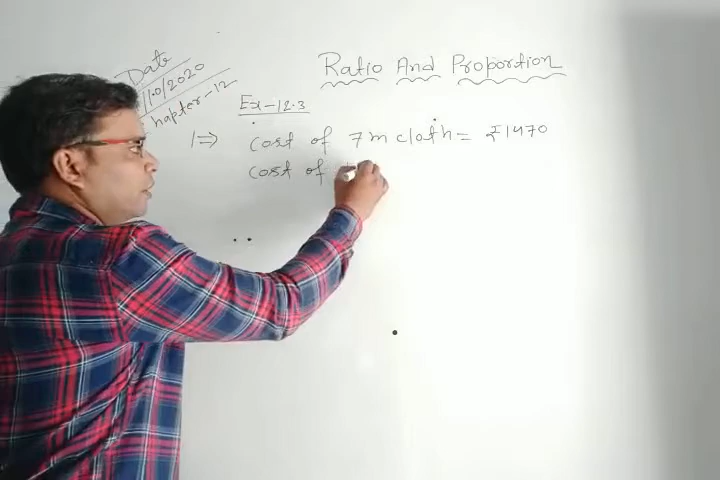 Date
/10/2020
hapter-12
Ratio And Proportion
Ex-12.3
1⇒ Cost of 7m cloth = ₹1470
Cost of